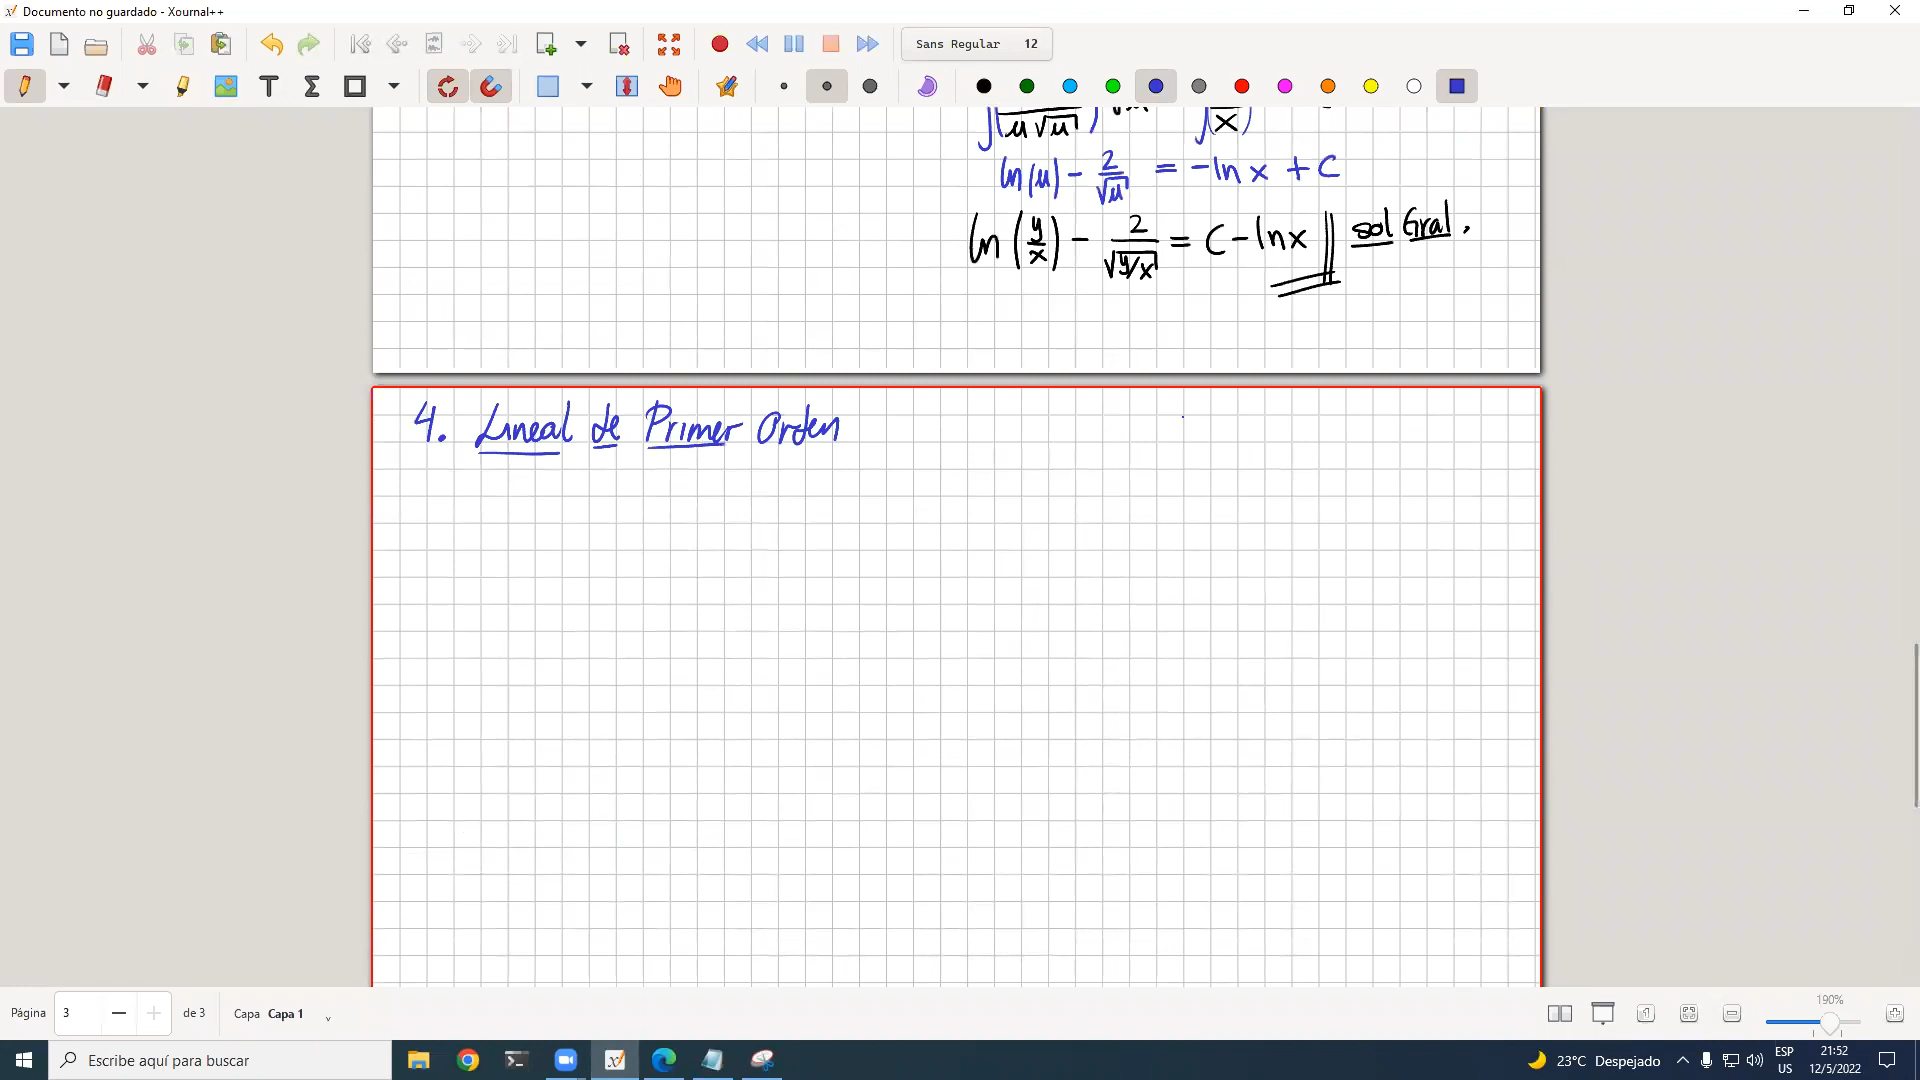 Documento no guardado - Xournal++
Sans Regular 12
μ√μ
x
ln(μ) - 2/√μ = -ln x + C
ln(y/x) - 2/√(y/x) = C - lnx || sol Gral.
4. Lineal de Primer Orden
Página 3 de 3 Capa Capa 1
190%
Escribe aquí para buscar
23°C Despejado
ESP
US
21:52
12/5/2022